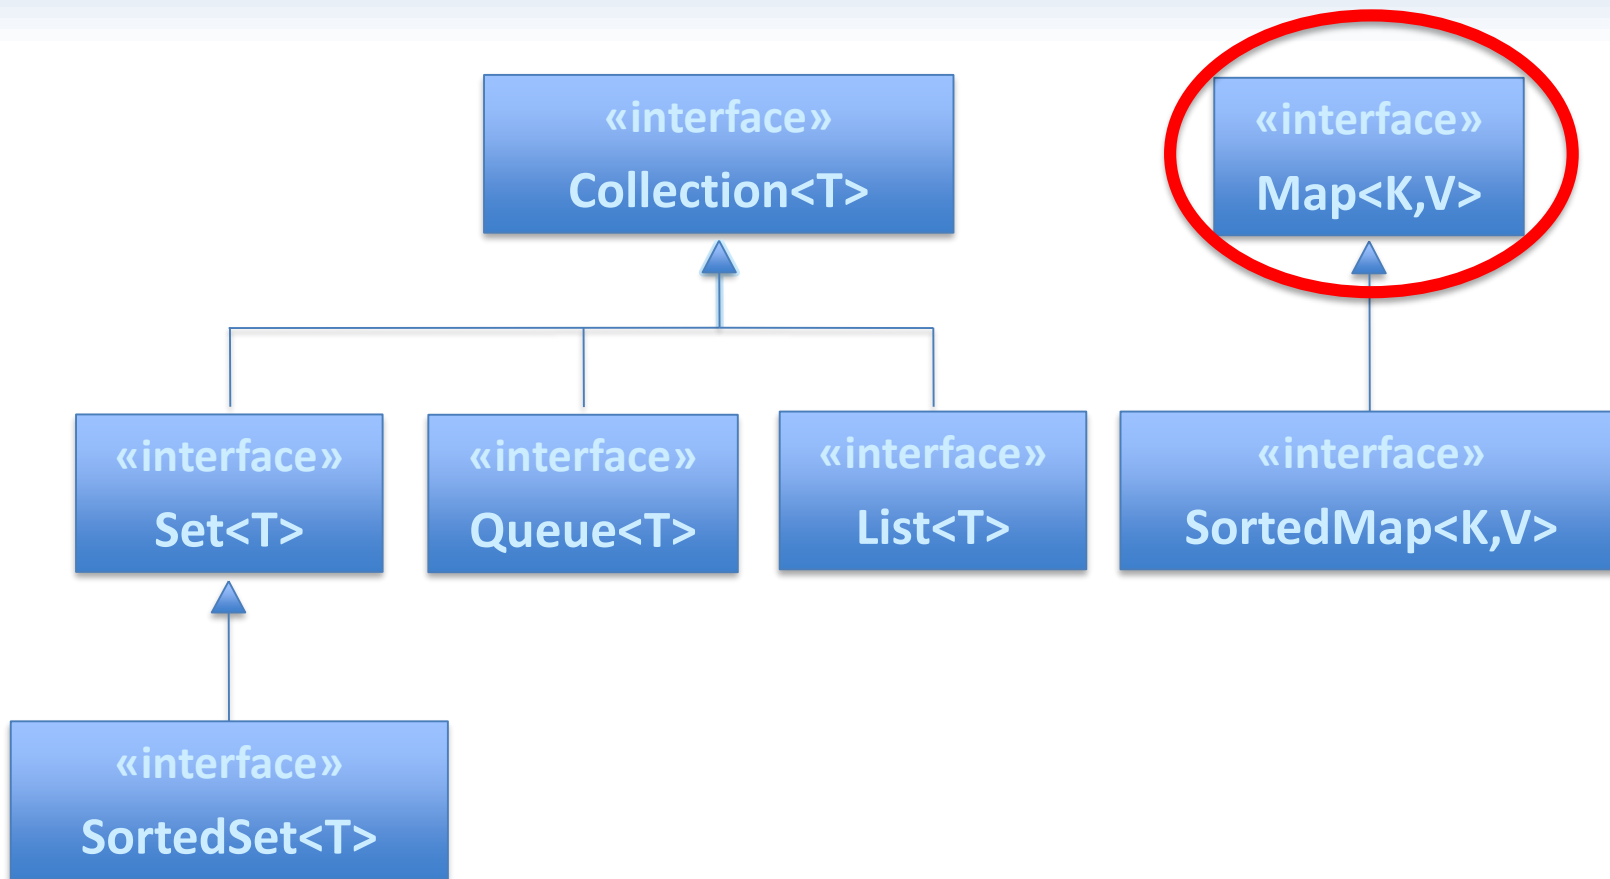 «interface»
Collection<T>
«interface»
Map<K,V>
«interface»
Set<T>
«interface»
Queue<T>
«interface»
List<T>
«interface»
SortedMap<K,V>
«interface»
SortedSet<T>